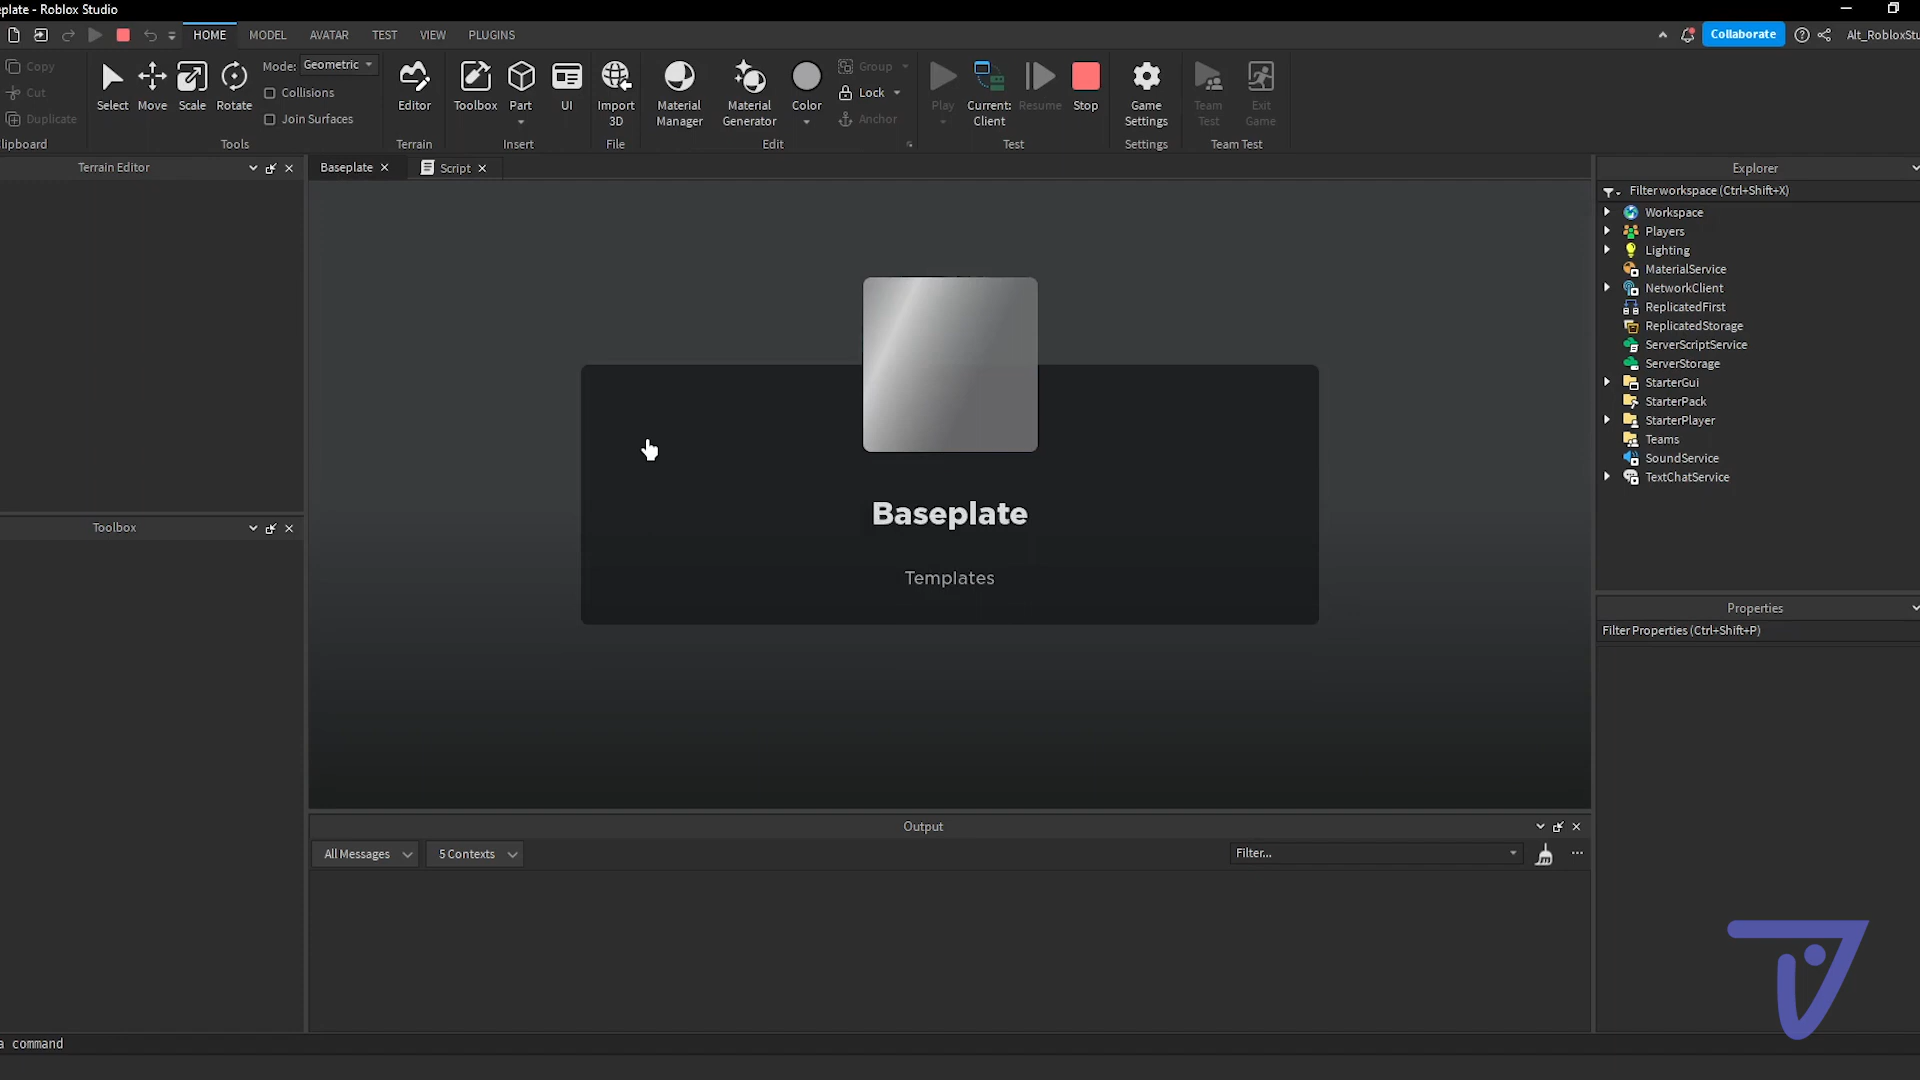 eplate - Roblox Studio
HOME MODEL AVATAR TEST VIEW PLUGINS
Collaborate
Alt_RobloxStu
Copy
Cut
Duplicate
lipboard
Select Move Scale Rotate
Mode: Geometric
Collisions
Join Surfaces
Tools
Editor
Terrain
Toolbox Part UI
Insert
Import 3D
File
Material Manager
Material Generator
Color
Group
Lock
Anchor
Edit
Play
Current: Client
Resume
Stop
Test
Game Settings
Settings
Team Test
Exit Game
Team Test
Terrain Editor
Toolbox
Baseplate
Script
Baseplate
Templates
Output
All Messages
5 Contexts
Filter...
Explorer
Filter workspace (Ctrl+Shift+X)
Workspace
Players
Lighting
MaterialService
NetworkClient
ReplicatedFirst
ReplicatedStorage
ServerScriptService
ServerStorage
StarterGui
StarterPack
StarterPlayer
Teams
SoundService
TextChatService
Properties
Filter Properties (Ctrl+Shift+P)
a command